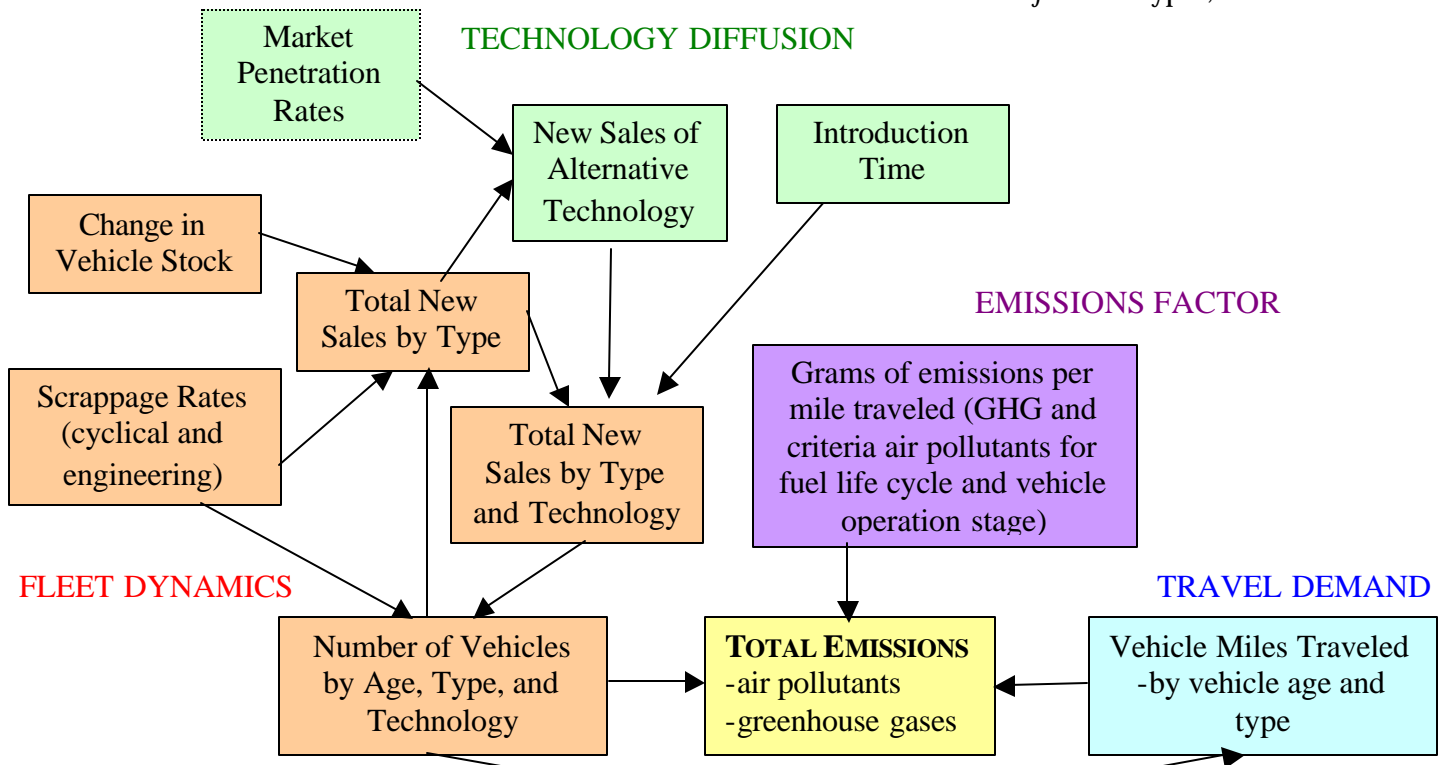 Market
Penetration
Rates
TECHNOLOGY DIFFUSION
New Sales of
Alternative
Technology
Introduction
Time
Change in
Vehicle Stock
Total New
Sales by Type
EMISSIONS FACTOR
Scrappage Rates
(cyclical and
engineering)
Total New
Sales by Type
and Technology
Grams of emissions per
mile traveled (GHG and
criteria air pollutants for
fuel life cycle and vehicle
operation stage)
FLEET DYNAMICS
TRAVEL DEMAND
Number of Vehicles
by Age, Type, and
Technology
TOTAL EMISSIONS
-air pollutants
-greenhouse gases
Vehicle Miles Traveled
-by vehicle age and
type